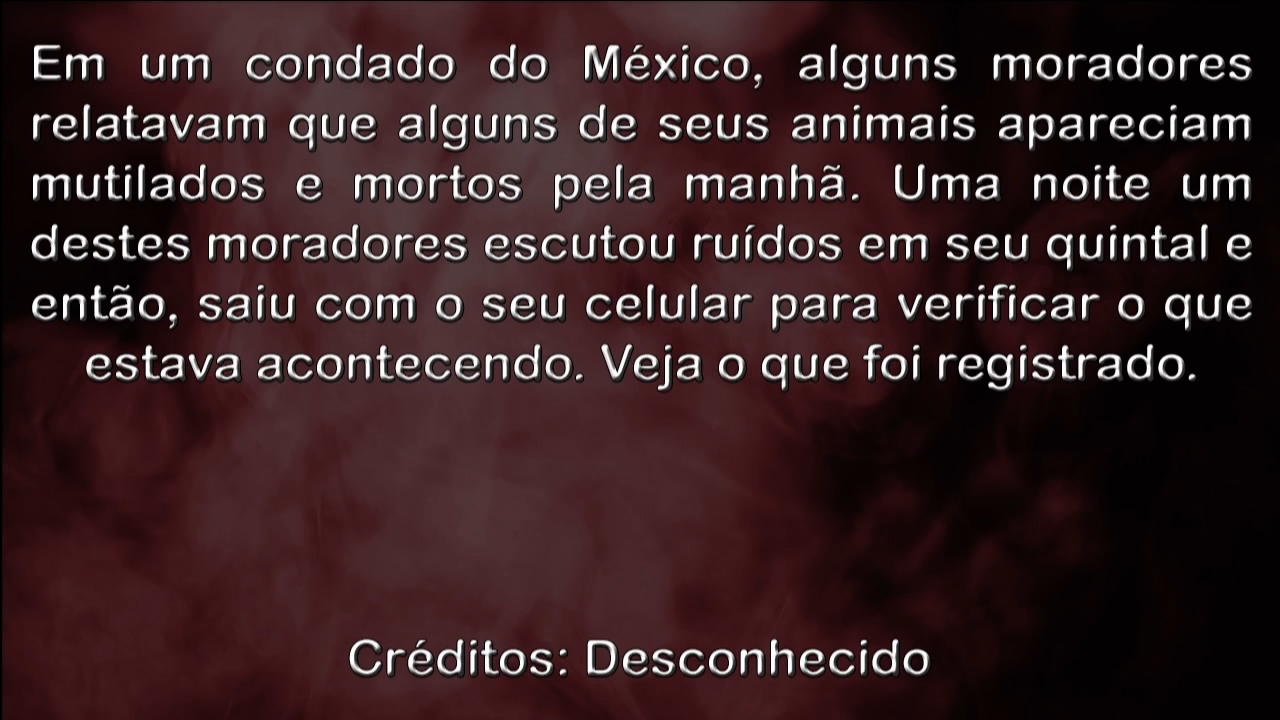 Em um condado do México, alguns moradores
relatavam que alguns de seus animais apareciam
mutilados e mortos pela manhã. Uma noite um
destes moradores escutou ruídos em seu quintal e
então, saiu com o seu celular para verificar o que
estava acontecendo. Veja o que foi registrado.
Créditos: Desconhecido